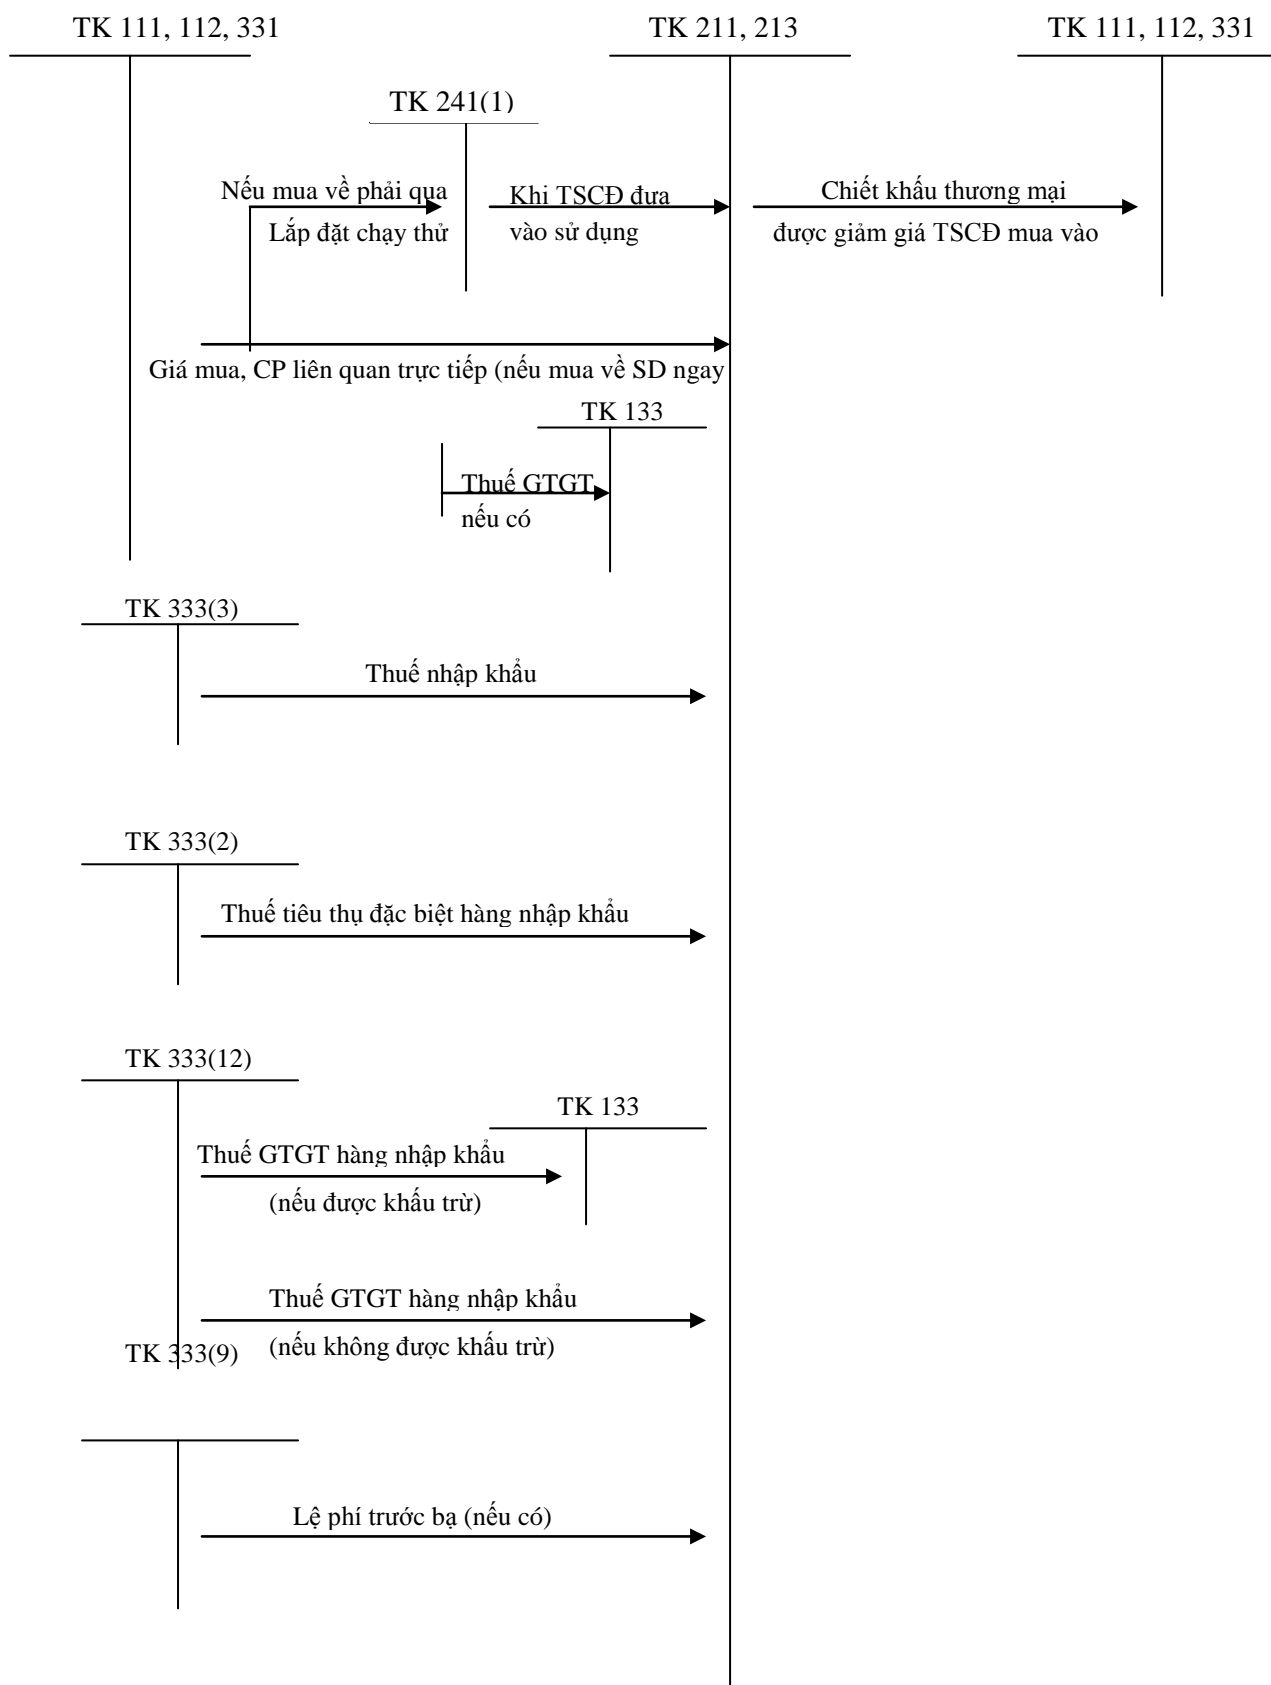 TK 111, 112, 331
TK 211, 213
TK 111, 112, 331
TK 241(1)
Nếu mua về phải qua
Lắp đặt chạy thử
Khi TSCĐ đưa
vào sử dụng
Chiết khấu thương mại
được giảm giá TSCĐ mua vào
Giá mua, CP liên quan trực tiếp (nếu mua về SD ngay
TK 133
Thuế GTGT
nếu có
TK 333(3)
Thuế nhập khẩu
TK 333(2)
Thuế tiêu thụ đặc biệt hàng nhập khẩu
TK 333(12)
TK 133
Thuế GTGT hàng nhập khẩu
(nếu được khấu trừ)
Thuế GTGT hàng nhập khẩu
(nếu không được khấu trừ)
TK 333(9)
Lệ phí trước bạ (nếu có)